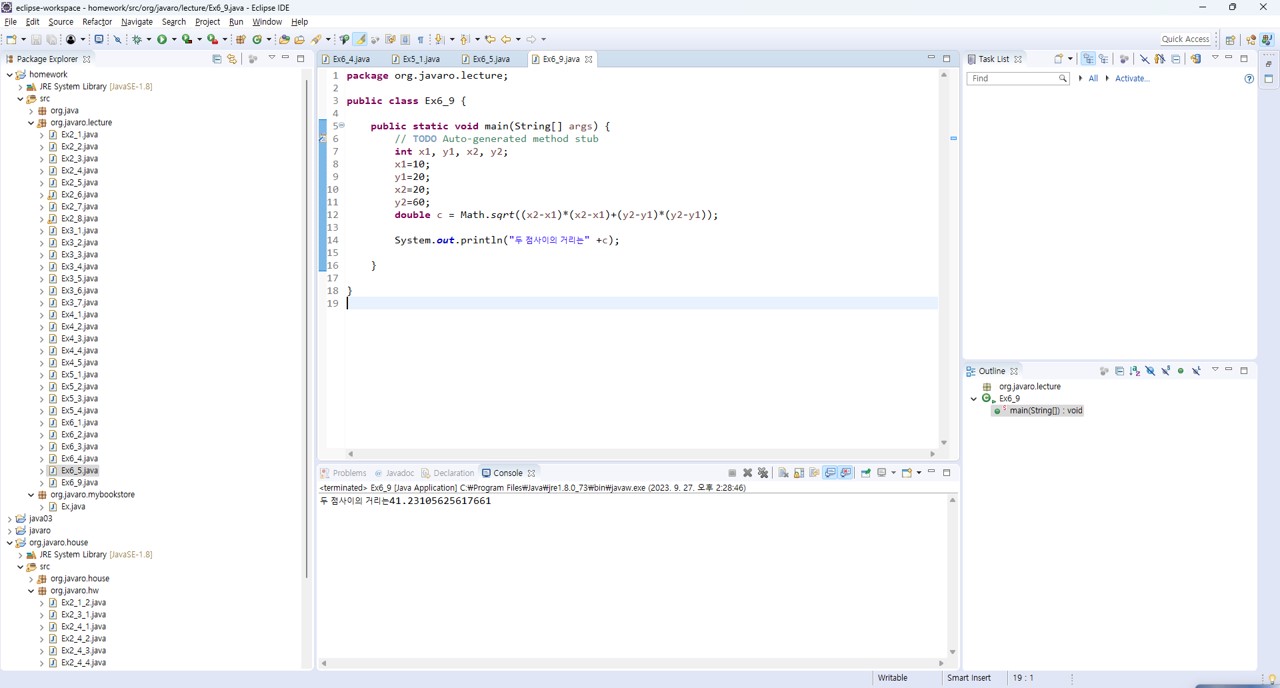 eclipse-workspace - homework/src/org/javaro/lecture/Ex6_9.java - Eclipse IDE
File Edit Source Refactor Navigate Search Project Run Window Help
Quick Access
Package Explorer
homework
JRE System Library [JavaSE-1.8]
src
org.java
org.javaro.lecture
Ex2_1.java
Ex2_2.java
Ex2_3.java
Ex2_4.java
Ex2_5.java
Ex2_6.java
Ex2_7.java
Ex2_8.java
Ex3_1.java
Ex3_2.java
Ex3_3.java
Ex3_4.java
Ex3_5.java
Ex3_6.java
Ex3_7.java
Ex4_1.java
Ex4_2.java
Ex4_3.java
Ex4_4.java
Ex4_5.java
Ex5_1.java
Ex5_2.java
Ex5_3.java
Ex5_4.java
Ex6_1.java
Ex6_2.java
Ex6_3.java
Ex6_4.java
Ex6_5.java
Ex6_9.java
org.javaro.mybookstore
Ex.java
java03
javaro
org.javaro.house
JRE System Library [JavaSE-1.8]
src
org.javaro.house
org.javaro.hw
Ex2_1_2.java
Ex2_3_1.java
Ex2_4_1.java
Ex2_4_2.java
Ex2_4_3.java
Ex2_4_4.java
Ex6_4.java Ex5_1.java Ex6_5.java Ex6_9.java
1 package org.javaro.lecture;
2
3 public class Ex6_9 {
4
5 public static void main(String[] args) {
6 // TODO Auto-generated method stub
7 int x1, y1, x2, y2;
8 x1=10;
9 y1=20;
10 x2=20;
11 y2=60;
12 double c = Math.sqrt((x2-x1)*(x2-x1)+(y2-y1)*(y2-y1));
13
14 System.out.println("두 점사이의 거리는" +c);
15
16 }
17
18 }
19
Problems Javadoc Declaration Console
<terminated> Ex6_9 [Java Application] C:₩Program Files₩Java₩jre1.8.0_73₩bin₩javaw.exe (2023. 9. 27. 오후 2:28:46)
두 점사이의 거리는41.23105625617661
Task List
Find All Activate...
Outline
org.javaro.lecture
Ex6_9
main(String[]) : void
Writable Smart Insert 19 : 1